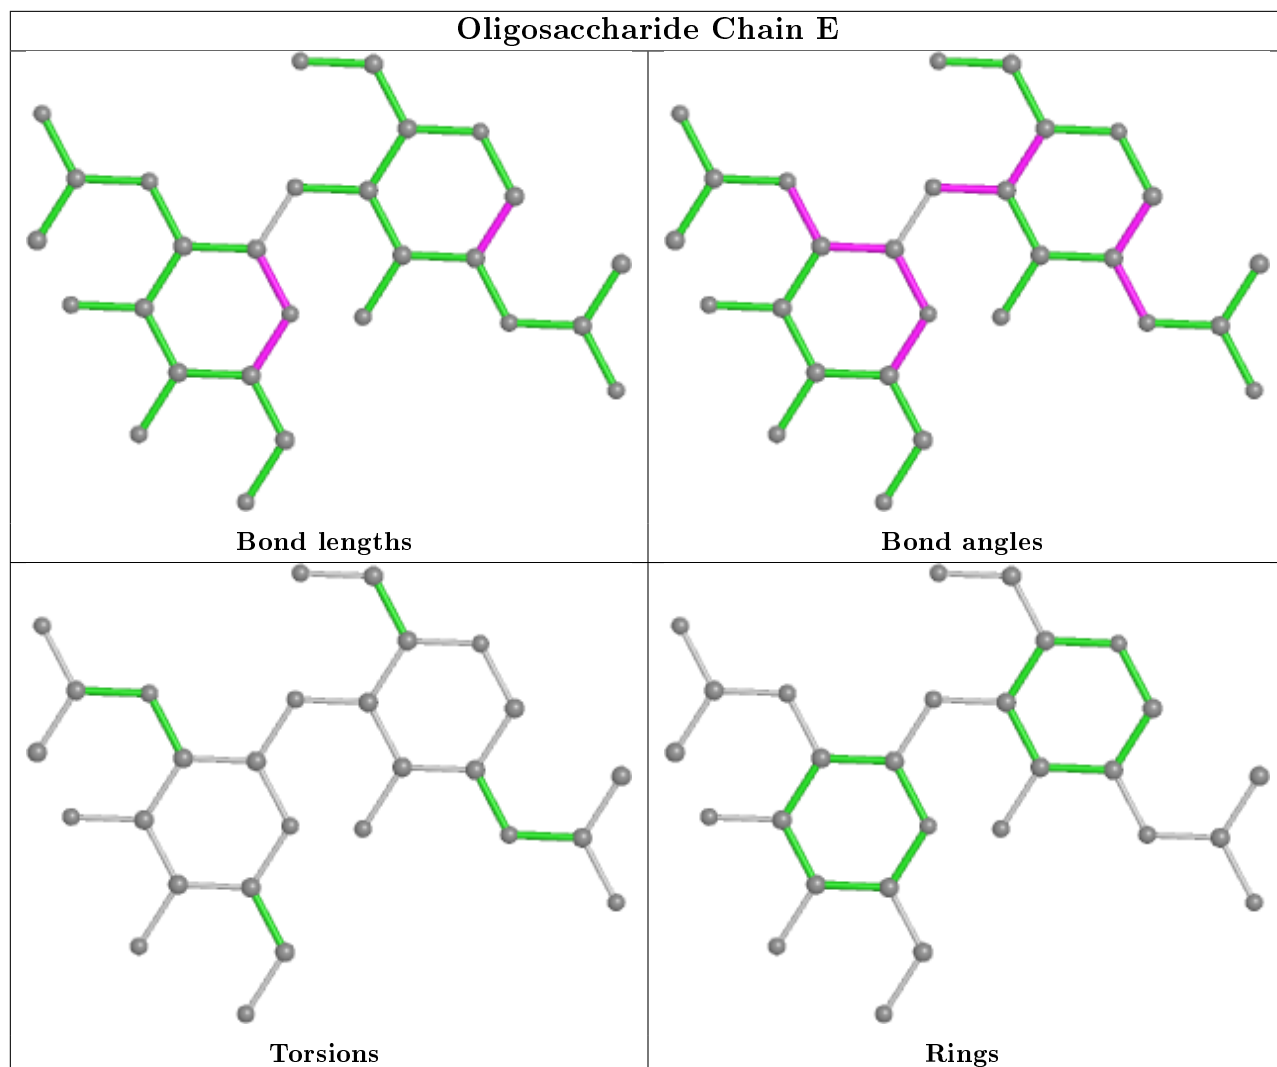 Oligosaccharide Chain E
Bond lengths
Bond angles
Torsions
Rings